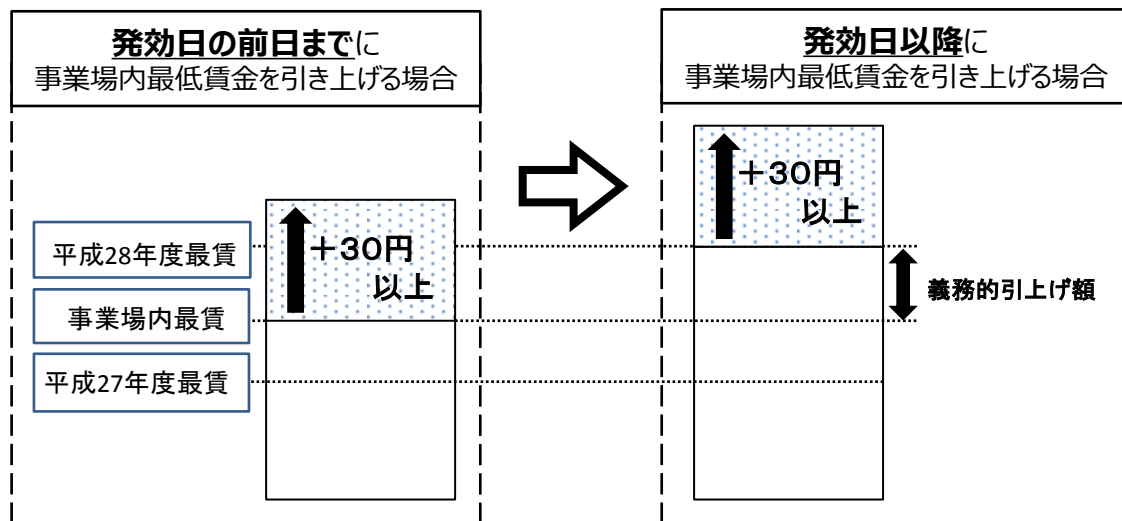 発効日の前日までに
事業場内最低賃金を引き上げる場合
発効日以降に
事業場内最低賃金を引き上げる場合
+30円
以上
+30円
以上
平成28年度最賃
事業場内最賃
平成27年度最賃
義務的引上げ額